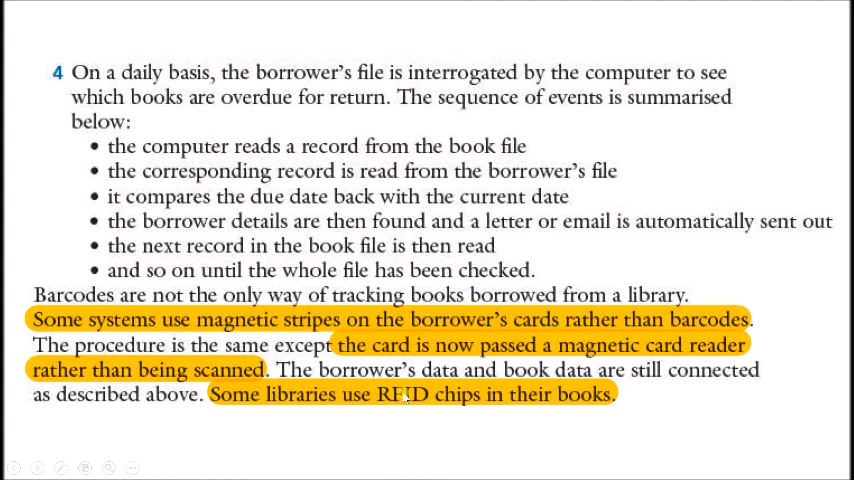 4 On a daily basis, the borrower’s file is interrogated by the computer to see
which books are overdue for return. The sequence of events is summarised
below:
• the computer reads a record from the book file
• the corresponding record is read from the borrower’s file
• it compares the due date back with the current date
• the borrower details are then found and a letter or email is automatically sent out
• the next record in the book file is then read
• and so on until the whole file has been checked.
Barcodes are not the only way of tracking books borrowed from a library.
Some systems use magnetic stripes on the borrower’s cards rather than barcodes.
The procedure is the same except the card is now passed a magnetic card reader
rather than being scanned. The borrower’s data and book data are still connected
as described above. Some libraries use RFID chips in their books.